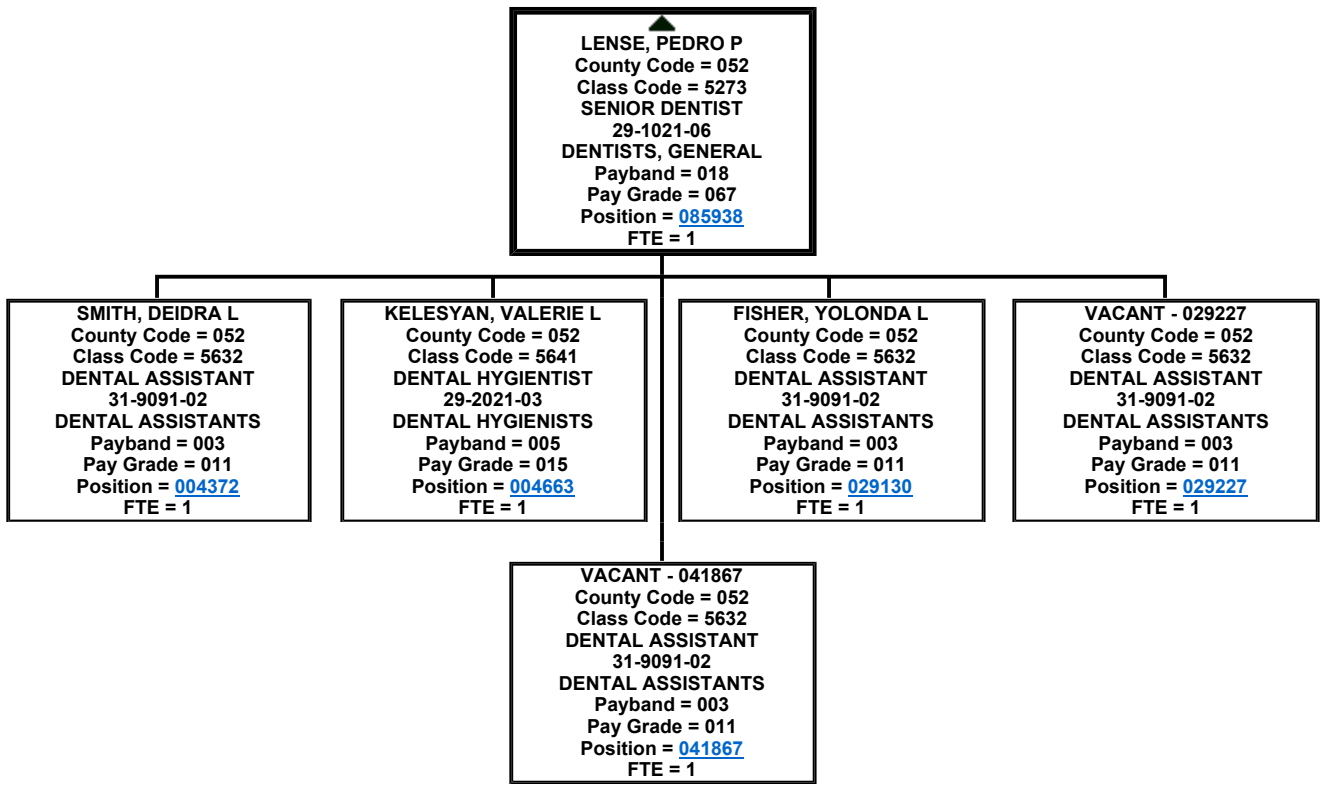 LENSE, PEDRO P
County Code = 052
Class Code = 5273
SENIOR DENTIST
29-1021-06
DENTISTS, GENERAL
Payband = 018
Pay Grade = 067
Position = 085938
FTE = 1
SMITH, DEIDRA L
County Code = 052
Class Code = 5632
DENTAL ASSISTANT
31-9091-02
DENTAL ASSISTANTS
Payband = 003
Pay Grade = 011
Position = 004372
FTE = 1
KELESYAN, VALERIE L
County Code = 052
Class Code = 5641
DENTAL HYGIENTIST
29-2021-03
DENTAL HYGIENISTS
Payband = 005
Pay Grade = 015
Position = 004663
FTE = 1
FISHER, YOLONDA L
County Code = 052
Class Code = 5632
DENTAL ASSISTANT
31-9091-02
DENTAL ASSISTANTS
Payband = 003
Pay Grade = 011
Position = 029130
FTE = 1
VACANT - 029227
County Code = 052
Class Code = 5632
DENTAL ASSISTANT
31-9091-02
DENTAL ASSISTANTS
Payband = 003
Pay Grade = 011
Position = 029227
FTE = 1
VACANT - 041867
County Code = 052
Class Code = 5632
DENTAL ASSISTANT
31-9091-02
DENTAL ASSISTANTS
Payband = 003
Pay Grade = 011
Position = 041867
FTE = 1